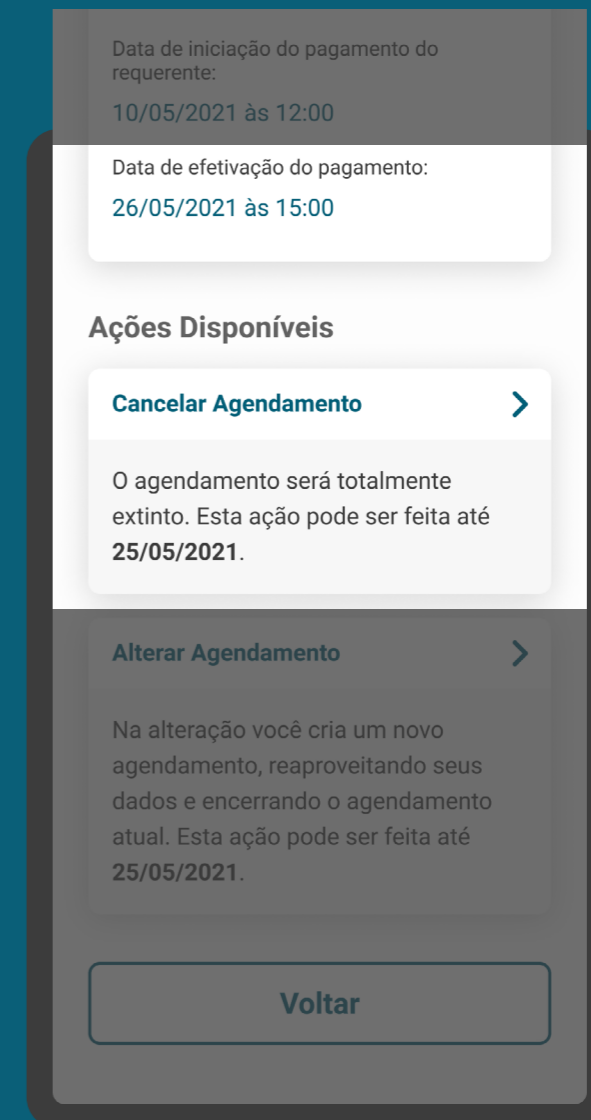 Data de iniciação do pagamento do
requerente:
10/05/2021 às 12:00
Data de efetivação do pagamento:
26/05/2021 às 15:00
Ações Disponíveis
Cancelar Agendamento
O agendamento será totalmente
extinto. Esta ação pode ser feita até
25/05/2021.
Alterar Agendamento
Na alteração você cria um novo
agendamento, reaproveitando seus
dados e encerrando o agendamento
atual. Esta ação pode ser feita até
25/05/2021.
Voltar